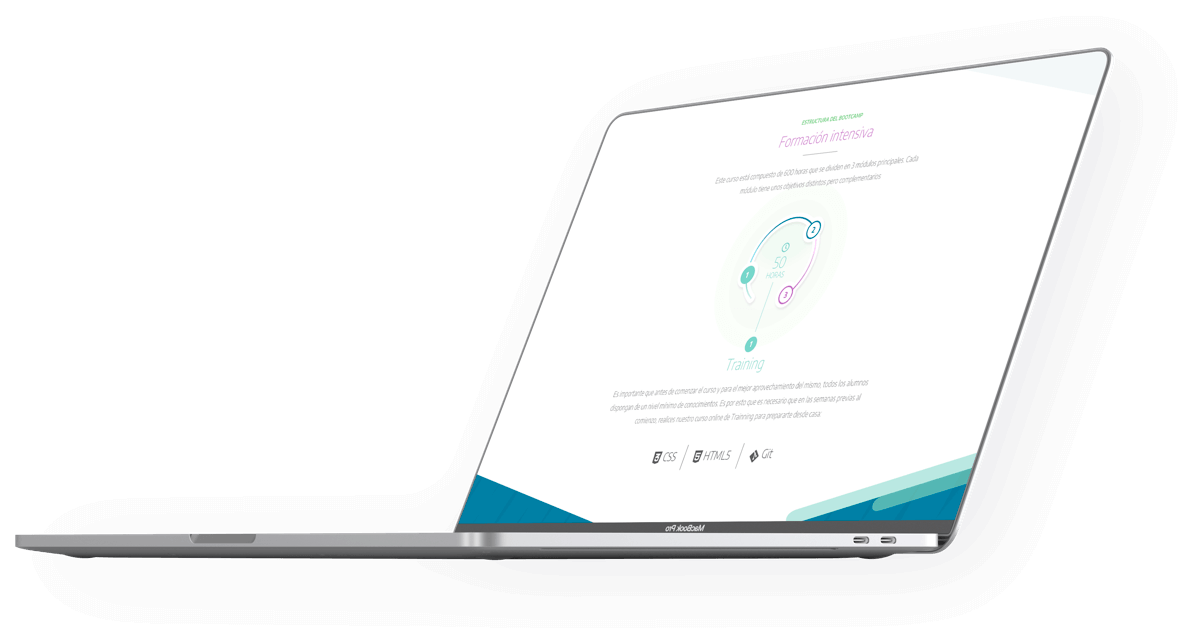 ESTRUCTURA DEL BOOTCAMP
Formación intensiva
Este curso está compuesto de 600 horas que se dividen en 3 módulos principales. Cada
módulo tiene unos objetivos distintos pero complementarios
2
50
HORAS
1
3
1
Training
Es importante que antes de comenzar el curso y para el mejor aprovechamiento del mismo, todos los alumnos
dispongan de un nivel mínimo de conocimientos. Es por esto que es necesario que en las semanas previas al
comienzo, realices nuestro curso online de Training para prepararte desde casa:
CSS
HTML5
Git
MacBook Pro